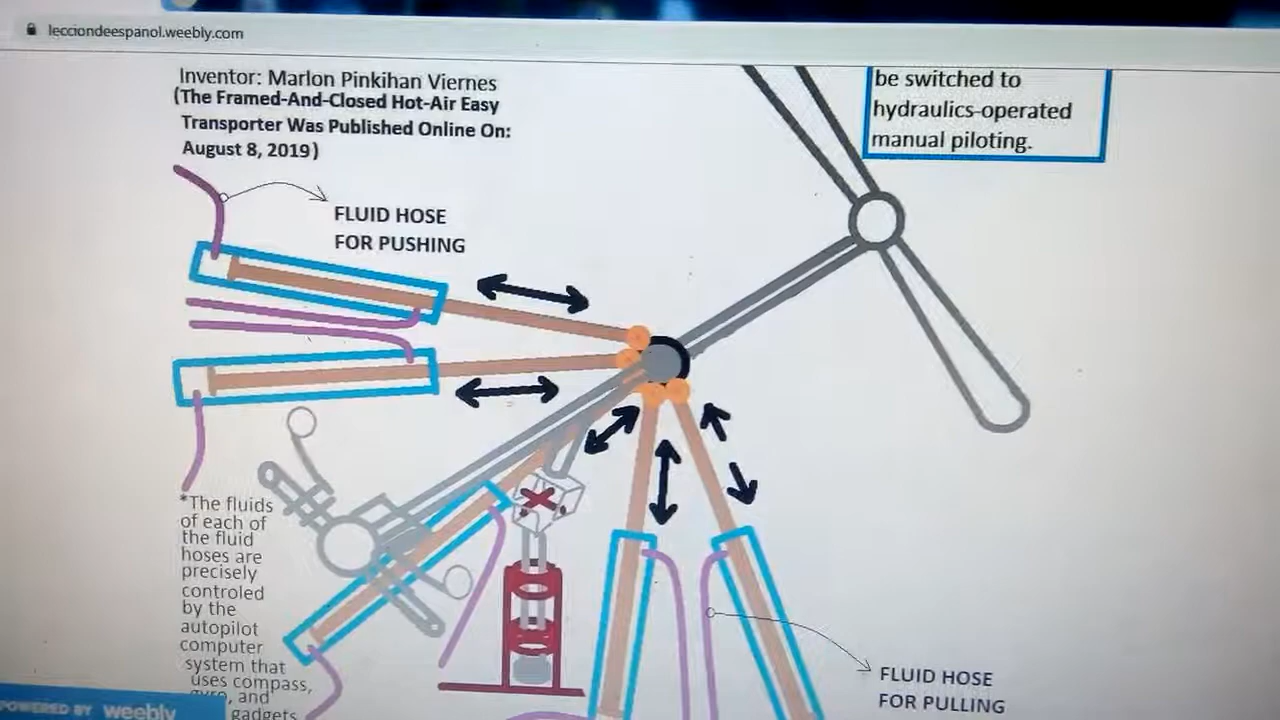 lecciondeespanol.weebly.com
Inventor: Marlon Pinkihan Viernes
(The Framed-And-Closed Hot-Air Easy
Transporter Was Published Online On:
August 8, 2019)
be switched to
hydraulics-operated
manual piloting.
FLUID HOSE
FOR PUSHING
*The fluids
of each of
the fluid
hoses are
precisely
controled
by the
autopilot
computer
system that
uses compass,
gyro, and
gadgets
FLUID HOSE
FOR PULLING
POWERED BY weebly